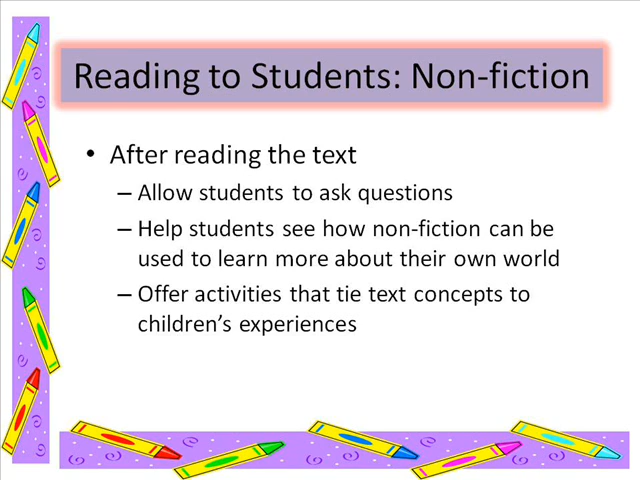 Reading to Students: Non-fiction
• After reading the text
– Allow students to ask questions
– Help students see how non-fiction can be
used to learn more about their own world
– Offer activities that tie text concepts to
children’s experiences